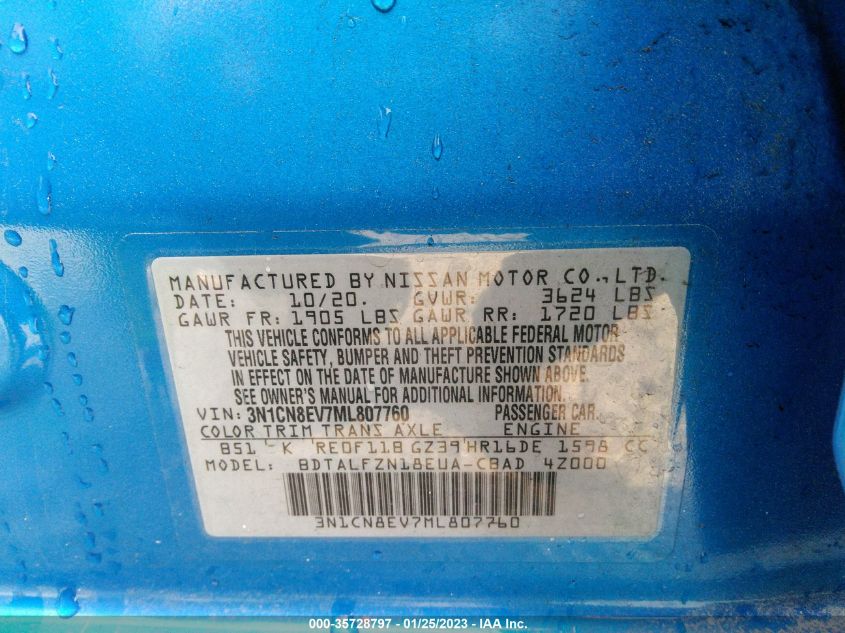 MANUFACTURED BY NISSAN MOTOR CO., LTD.
DATE: 10/20. GVWR: 3624 LBS
GAWR FR: 1905 LBS GAWR RR: 1720 LBS
THIS VEHICLE CONFORMS TO ALL APPLICABLE FEDERAL MOTOR
VEHICLE SAFETY, BUMPER AND THEFT PREVENTION STANDARDS
IN EFFECT ON THE DATE OF MANUFACTURE SHOWN ABOVE.
SEE OWNER'S MANUAL FOR ADDITIONAL INFORMATION.
VIN: 3N1CN8EV7ML807760 PASSENGER CAR
COLOR TRIM TRANS AXLE ENGINE
B51 K RE0F11B GZ39 HR16DE 1598 CC
MODEL: BDTALFZN18EUA-CBAD 4Z000
3N1CN8EV7ML807760
000-35728797 - 01/25/2023 - IAA Inc.